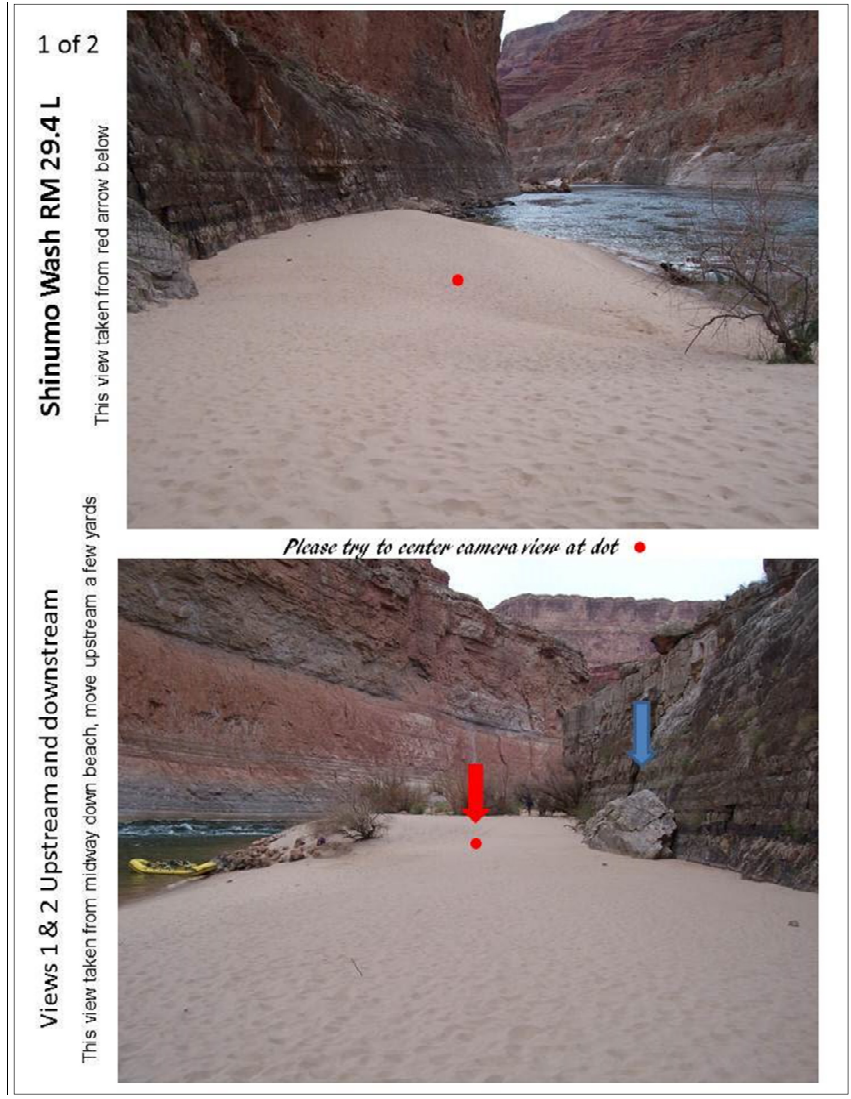 1 of 2
Shinumo Wash RM 29.4 L
This view taken from red arrow below
Please try to center camera view at dot
Views 1 & 2 Upstream and downstream
This view taken from midway down beach, move upstream a few yards